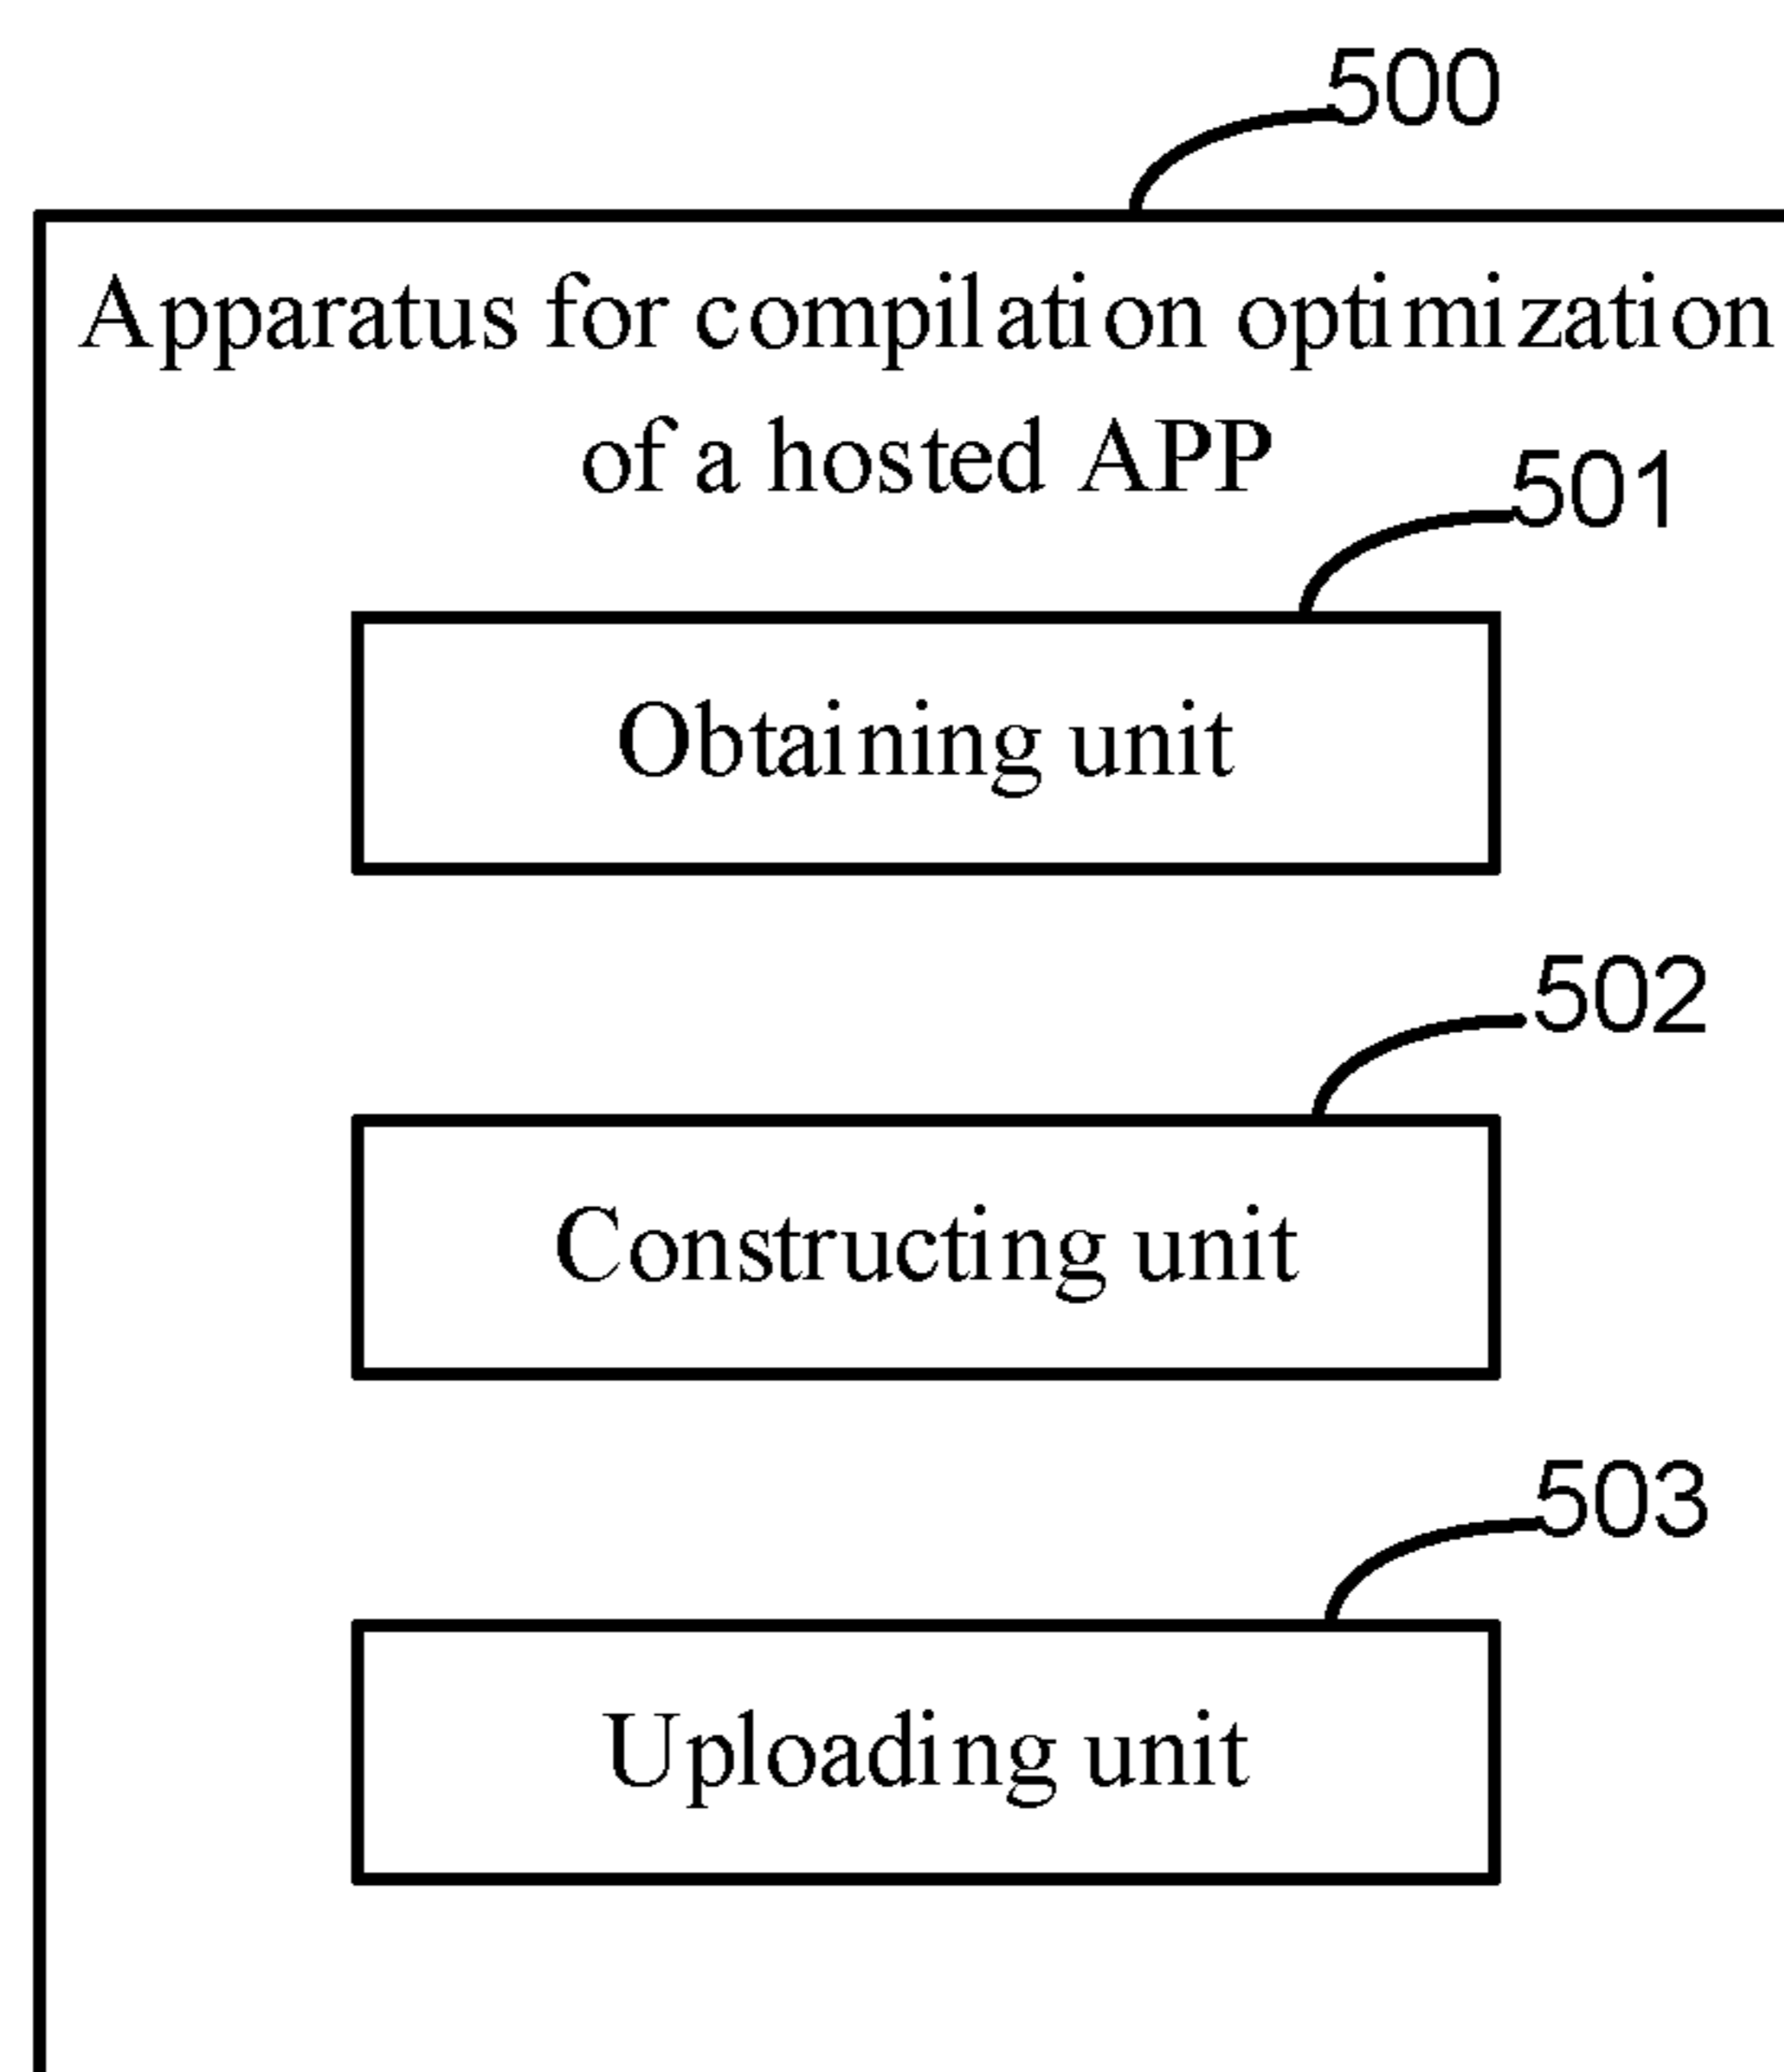 500
Apparatus for compilation optimization
of a hosted APP
501
Obtaining unit
502
Constructing unit
503
Uploading unit